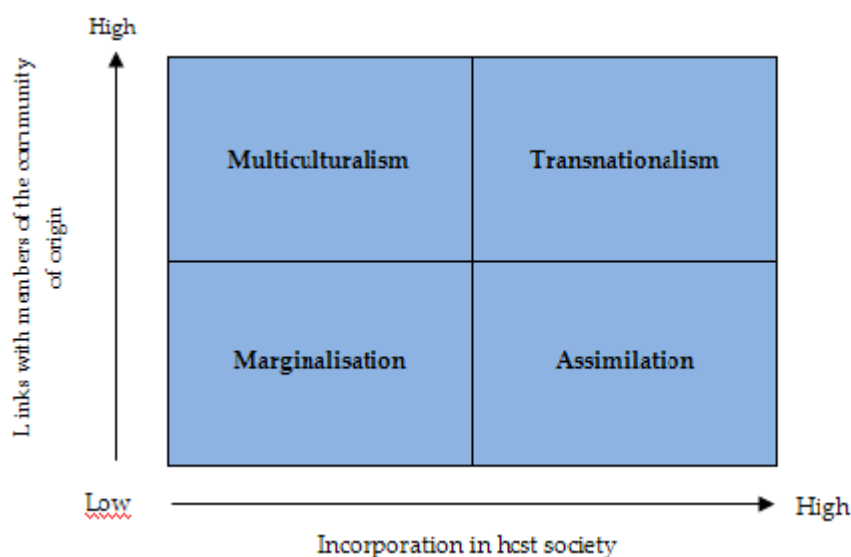 High
Links with members of the community
of origin
Multiculturalism
Transnationalism
Marginalisation
Assimilation
Low
High
Incorporation in host society